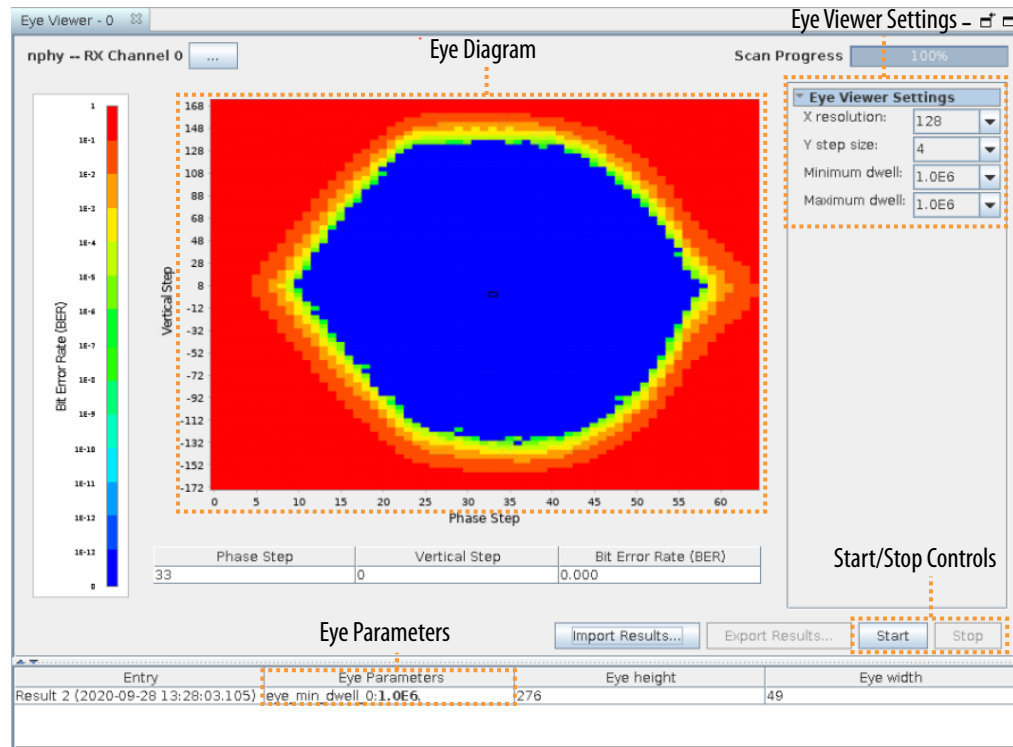 Eye Viewer - 0
Eye Viewer Settings
nphy -- RX Channel 0 ...
Eye Diagram
Scan Progress 100%
Eye Viewer Settings
X resolution: 128
Y step size: 4
Minimum dwell: 1.0E6
Maximum dwell: 1.0E6
Bit Error Rate (BER)
1
1E-1
1E-2
1E-3
1E-4
1E-5
1E-6
1E-7
1E-8
1E-9
1E-10
1E-11
1E-12
1E-13
0
Vertical Step
168
148
128
108
88
68
48
28
8
-12
-32
-52
-72
-92
-112
-132
-152
-172
0 5 10 15 20 25 30 35 40 45 50 55 60
Phase Step
Phase Step Vertical Step Bit Error Rate (BER)
33 0 0.000
Start/Stop Controls
Eye Parameters
Import Results... Export Results... Start Stop
Entry Eye Parameters Eye height Eye width
Result 2 (2020-09-28 13:28:03.105) eye_min_dwell_0:1.0E6, 276 49